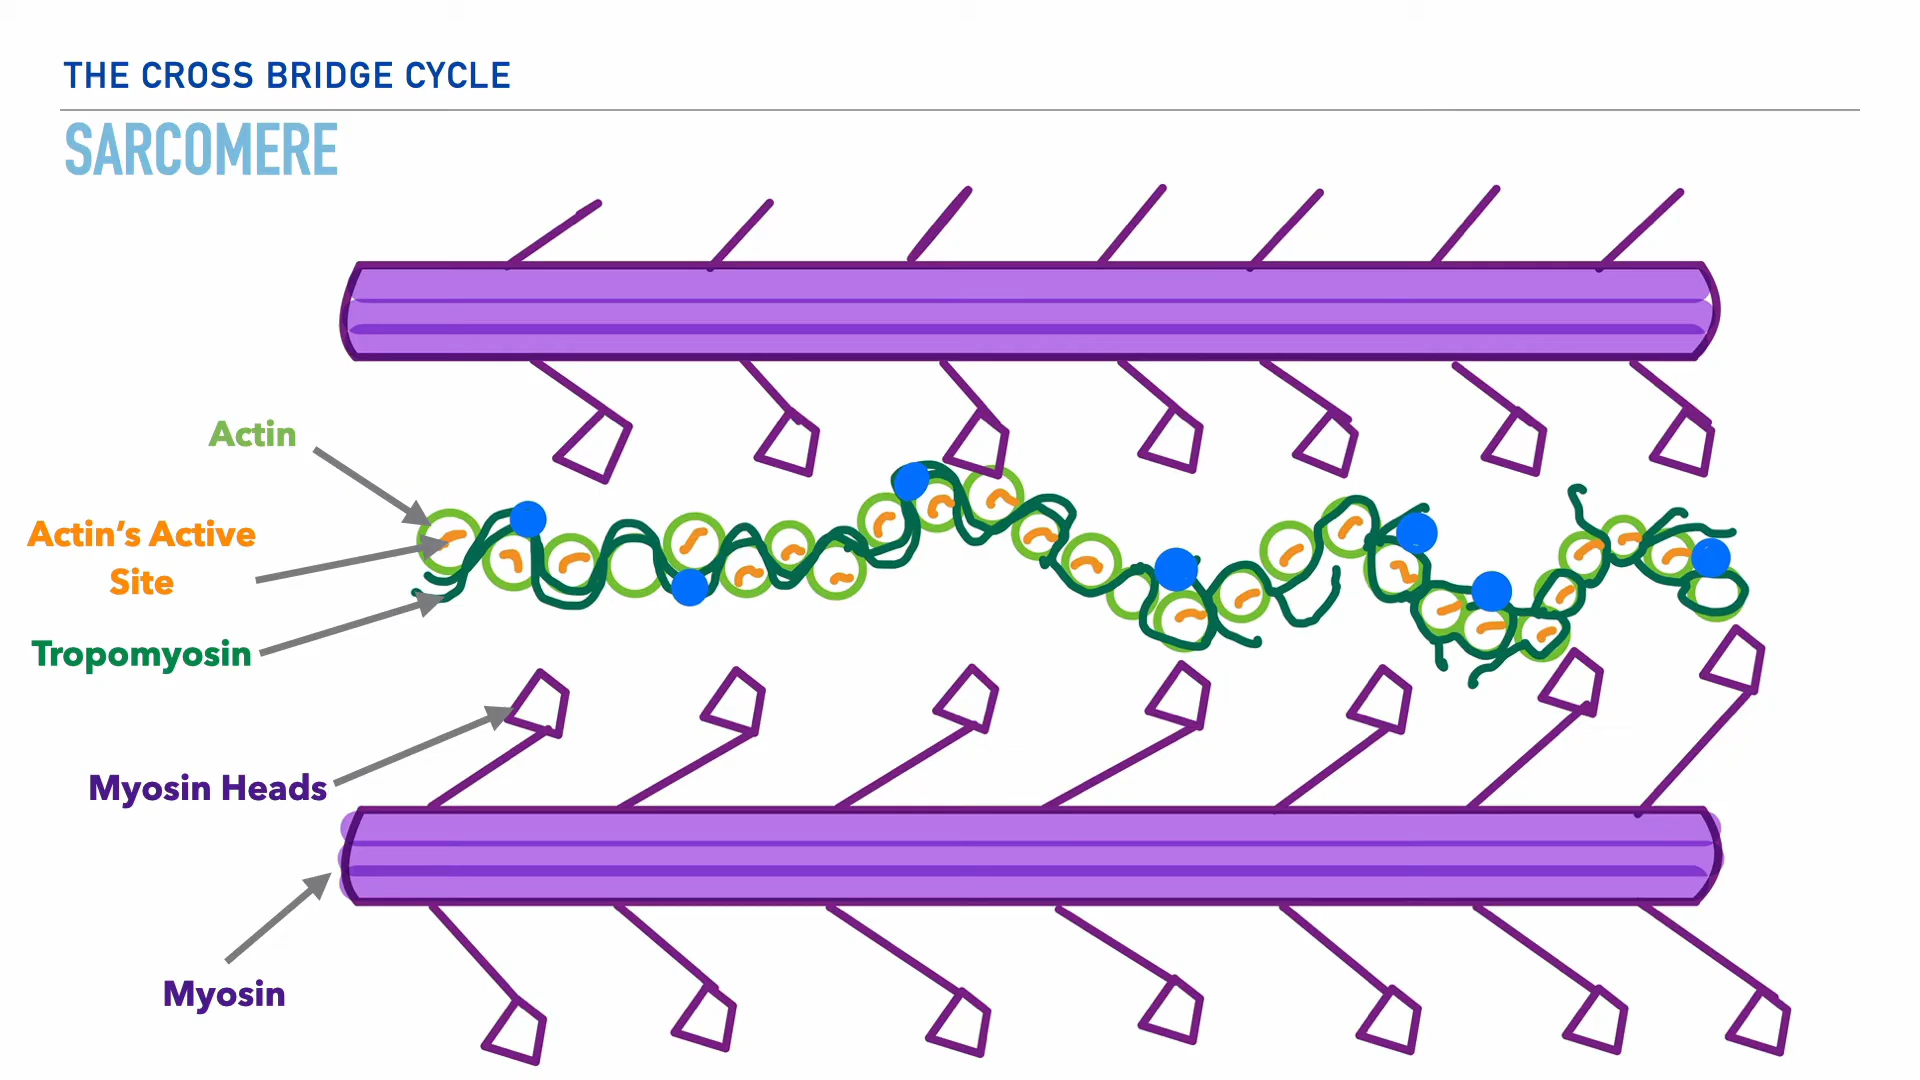 THE CROSS BRIDGE CYCLE
SARCOMERE
Actin
Actin's Active
Site
Tropomyosin
Myosin Heads
Myosin